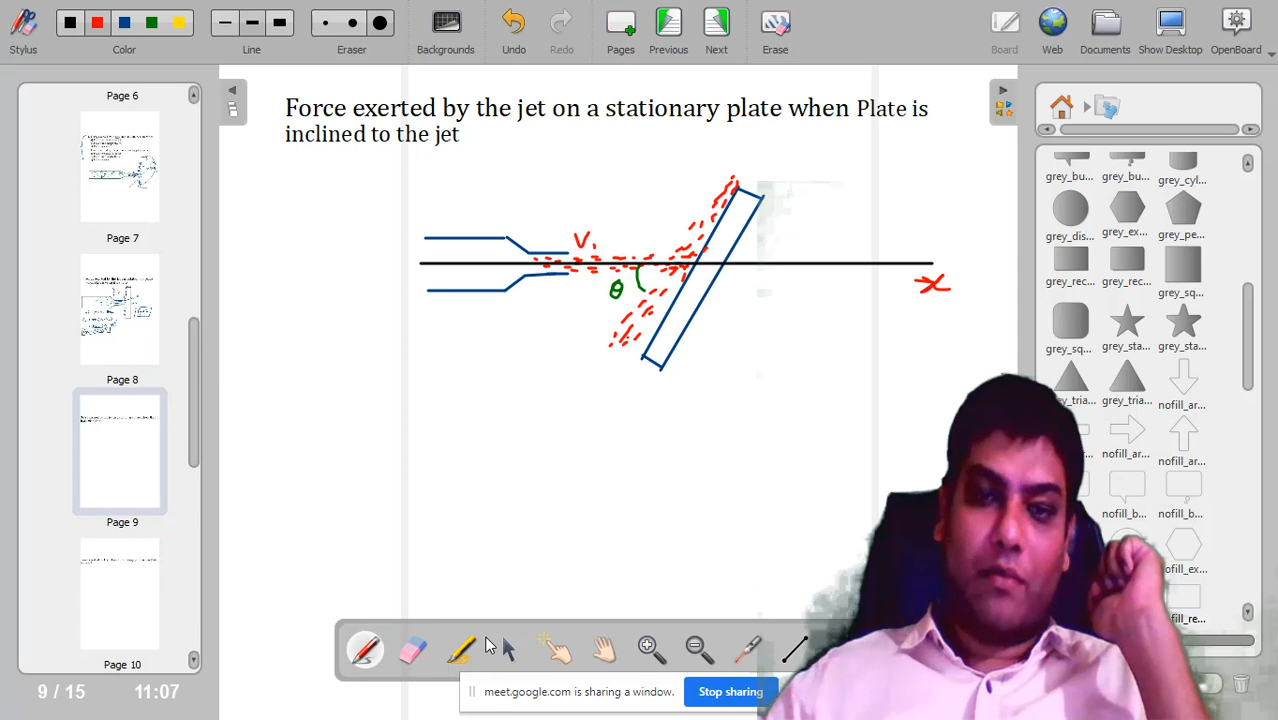 Stylus
Color
Line
Eraser
Backgrounds
Undo
Redo
Pages
Previous
Next
Erase
Board
Web
Documents
Show Desktop
OpenBoard
Page 6
Page 7
Page 8
Page 9
Page 10
9 / 15
11:07
Force exerted by the jet on a stationary plate when Plate is
inclined to the jet
V
θ
x
grey_bu...
grey_bu...
grey_cyl...
grey_dis...
grey_ex...
grey_pe...
grey_rec...
grey_rec...
grey_sq...
grey_sq...
grey_sta...
grey_sta...
grey_tria...
grey_tria...
nofill_ar...
nofill_ar...
nofill_ar...
nofill_b...
nofill_b...
nofill_ex...
nofill_re...
meet.google.com is sharing a window.
Stop sharing